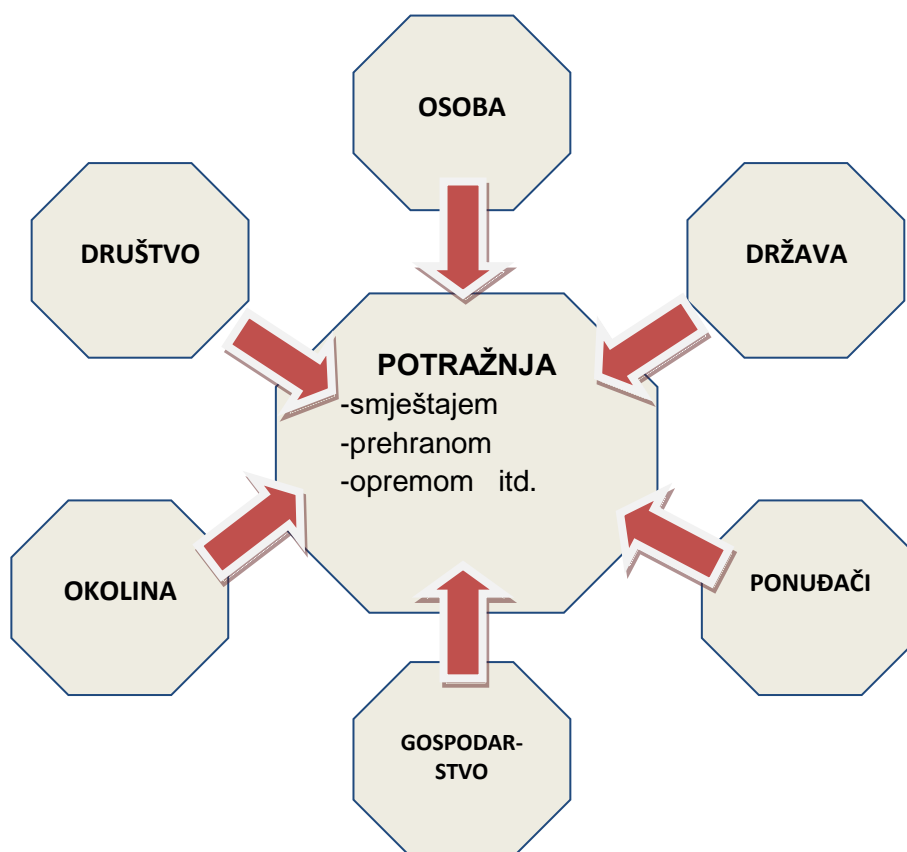 OSOBA
DRUŠTVO
DRŽAVA
POTRAŽNJA
-smještajem
-prehranom
-opremom itd.
OKOLINA
PONUĐAČI
GOSPODAR-
STVO